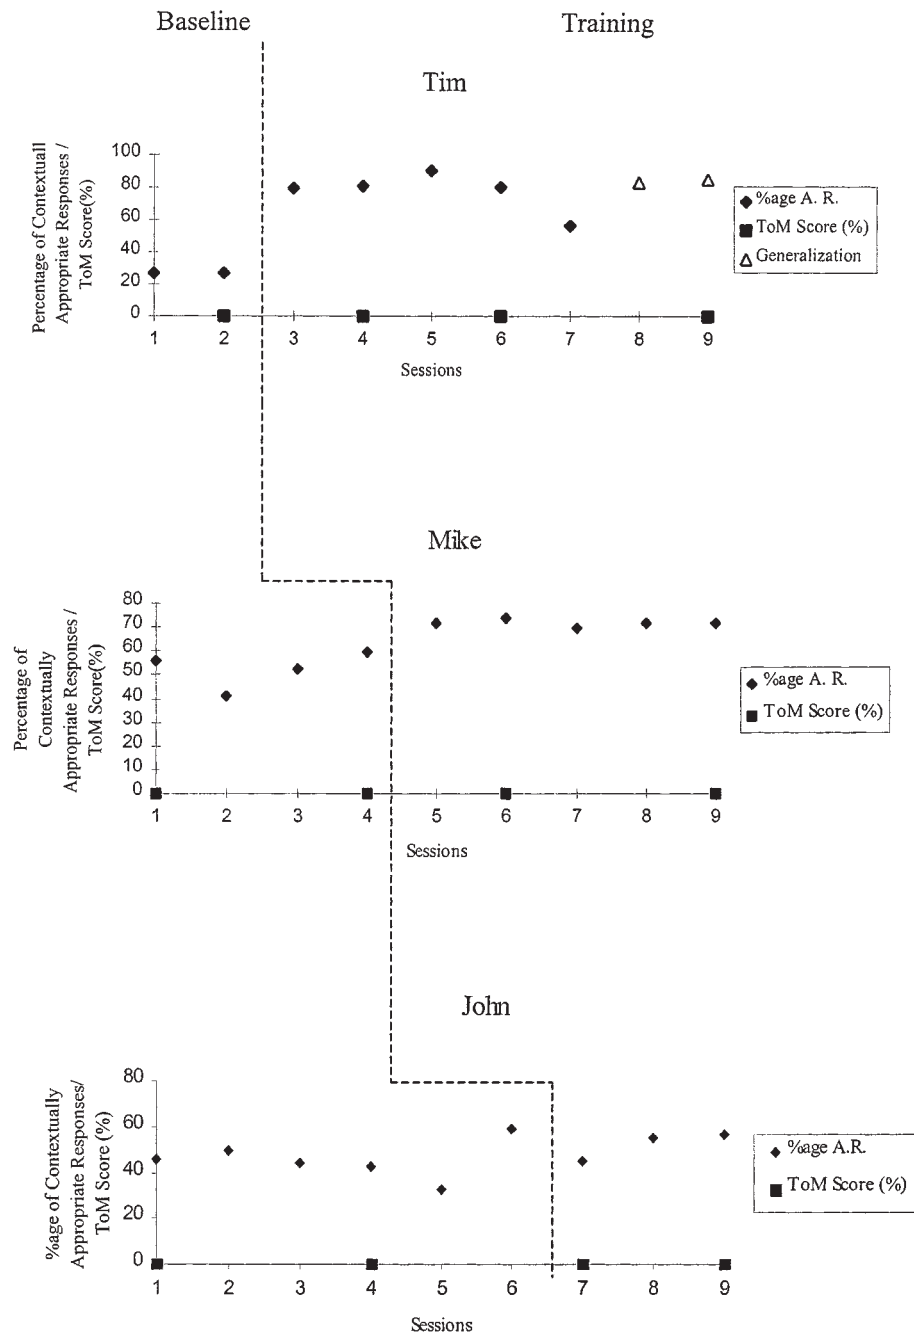 Baseline Training
Tim
Percentage of Contextuall
Appropriate Responses /
ToM Score(%)
100
80
60
40
20
0
1 2 3 4 5 6 7 8 9
Sessions
%age A. R.
ToM Score (%)
Generalization
Mike
Percentage of
Contextually
Appropriate Responses /
ToM Score(%)
80
70
60
50
40
30
20
10
0
1 2 3 4 5 6 7 8 9
Sessions
%age A. R.
ToM Score (%)
John
%age of Contextually
Appropriate Responses/
ToM Score (%)
80
60
40
20
0
1 2 3 4 5 6 7 8 9
Sessions
%age A.R.
ToM Score (%)